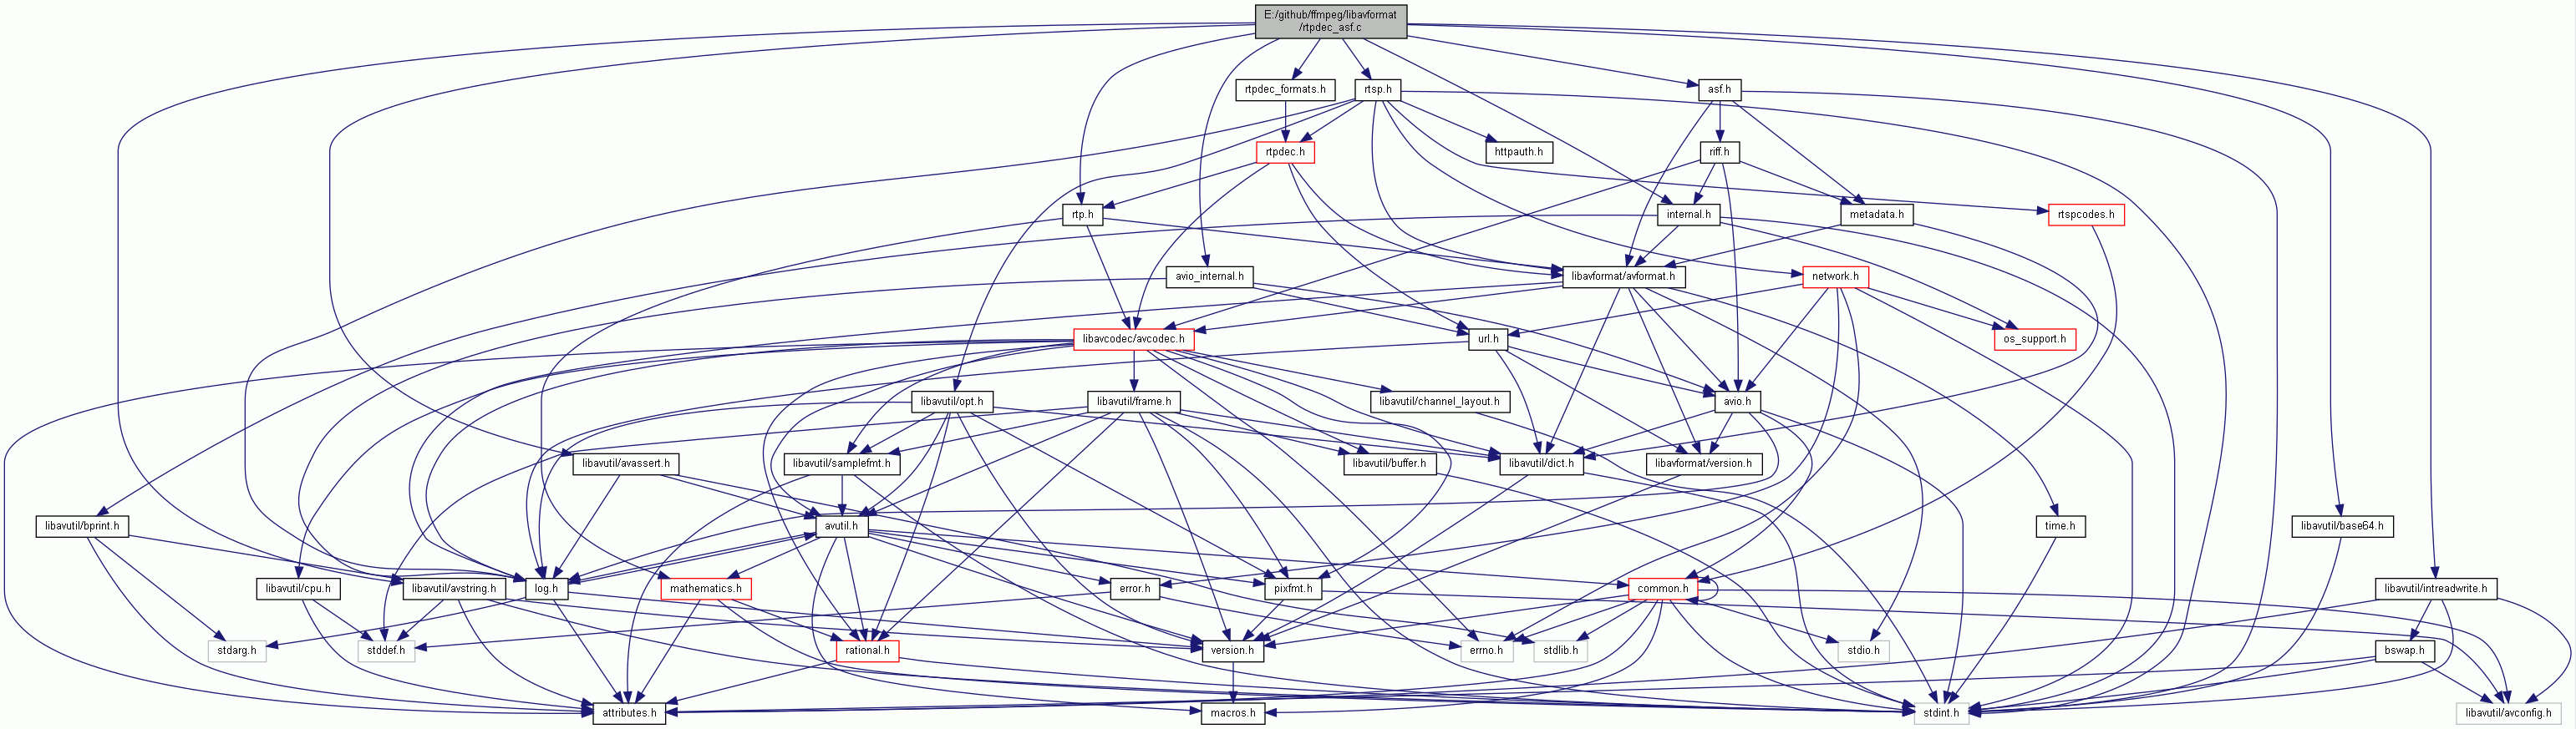 E:/github/ffmpeg/libavformat
/rtpdec_asf.c
rtpdec_formats.h
rtsp.h
asf.h
rtpdec.h
httpauth.h
riff.h
rtp.h
internal.h
metadata.h
rtspcodes.h
avio_internal.h
libavformat/avformat.h
network.h
libavcodec/avcodec.h
url.h
os_support.h
libavutil/opt.h
libavutil/frame.h
libavutil/channel_layout.h
avio.h
libavutil/avassert.h
libavutil/samplefmt.h
libavutil/buffer.h
libavutil/dict.h
libavformat/version.h
libavutil/bprint.h
avutil.h
time.h
libavutil/base64.h
libavutil/cpu.h
libavutil/avstring.h
log.h
mathematics.h
error.h
pixfmt.h
common.h
libavutil/intreadwrite.h
stdarg.h
stddef.h
rational.h
version.h
errno.h
stdlib.h
stdio.h
bswap.h
attributes.h
macros.h
stdint.h
libavutil/avconfig.h